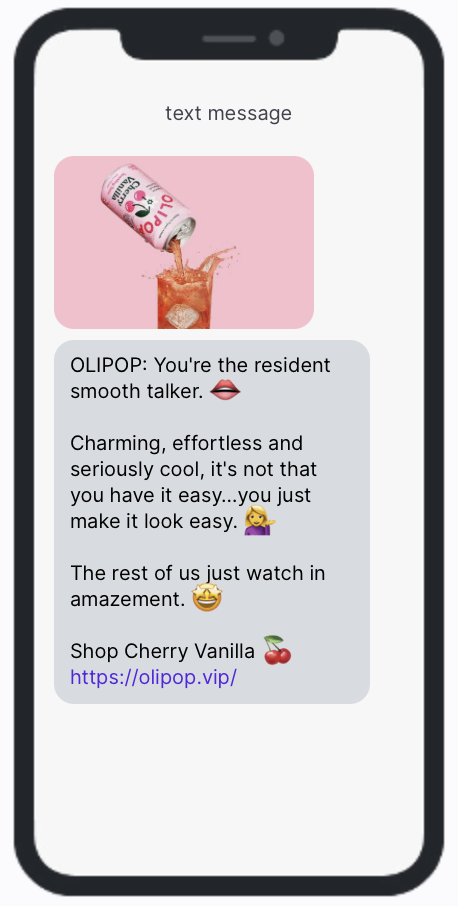 text message
Cherry
Vanilla
OLIPOP
OLIPOP: You're the resident
smooth talker. 👄
Charming, effortless and
seriously cool, it's not that
you have it easy...you just
make it look easy. 💁‍♀️
The rest of us just watch in
amazement. 🤩
Shop Cherry Vanilla 🍒
https://olipop.vip/